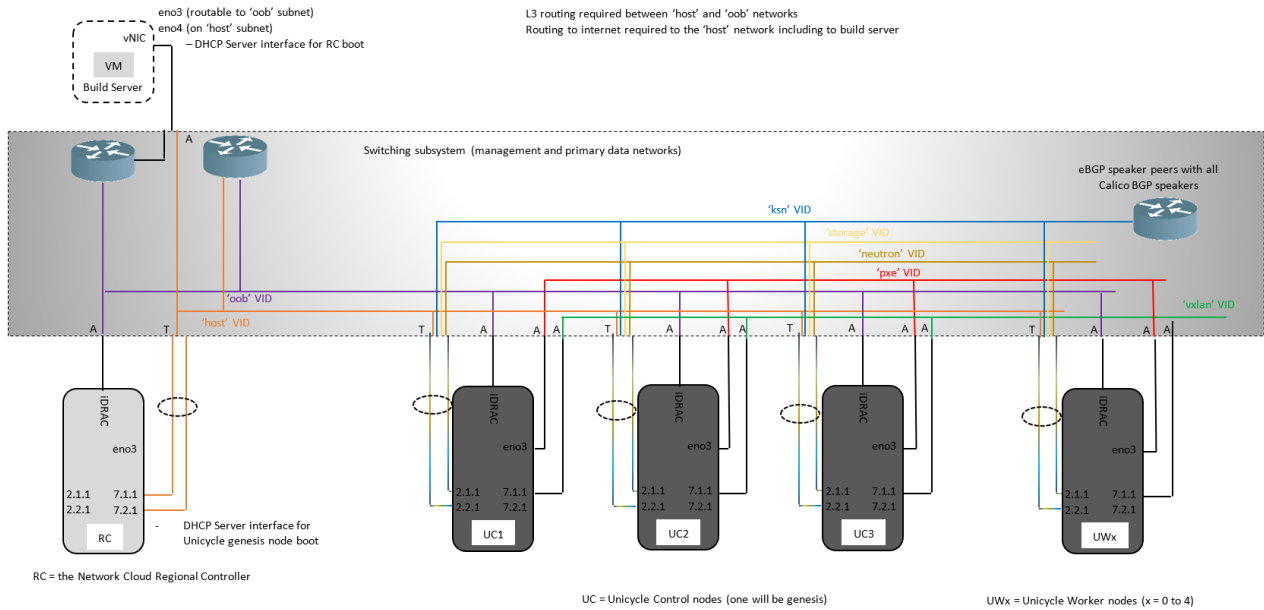 eno3 (routable to 'oob' subnet)
eno4 (on 'host' subnet)
vNIC
– DHCP Server interface for RC boot
VM
Build Server
L3 routing required between 'host' and 'oob' networks
Routing to internet required to the 'host' network including to build server
A
Switching subsystem (management and primary data networks)
eBGP speaker peers with all
Calico BGP speakers
'ksn' VID
'storage' VID
'neutron' VID
'pxe' VID
'oob' VID
'vxlan' VID
'host' VID
A T T A A A T A A A T A A A T A A A
iDRAC
eno3
2.1.1 7.1.1
2.2.1 7.2.1
RC
- DHCP Server interface for
Unicycle genesis node boot
iDRAC
eno3
2.1.1 7.1.1
2.2.1 7.2.1
UC1
iDRAC
eno3
2.1.1 7.1.1
2.2.1 7.2.1
UC2
iDRAC
eno3
2.1.1 7.1.1
2.2.1 7.2.1
UC3
iDRAC
eno3
2.1.1 7.1.1
2.2.1 7.2.1
UWx
RC = the Network Cloud Regional Controller
UC = Unicycle Control nodes (one will be genesis)
UWx = Unicycle Worker nodes (x = 0 to 4)